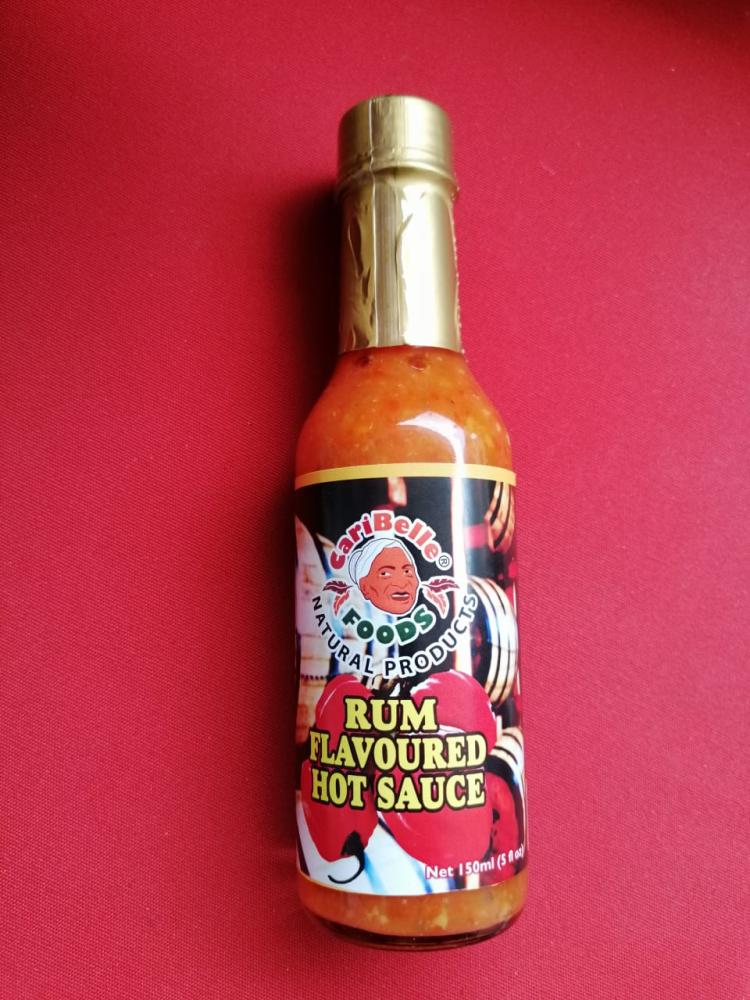 CariBelle®
FOODS
NATURAL PRODUCTS
RUM
FLAVOURED
HOT SAUCE
Net 150ml (5 fl oz)